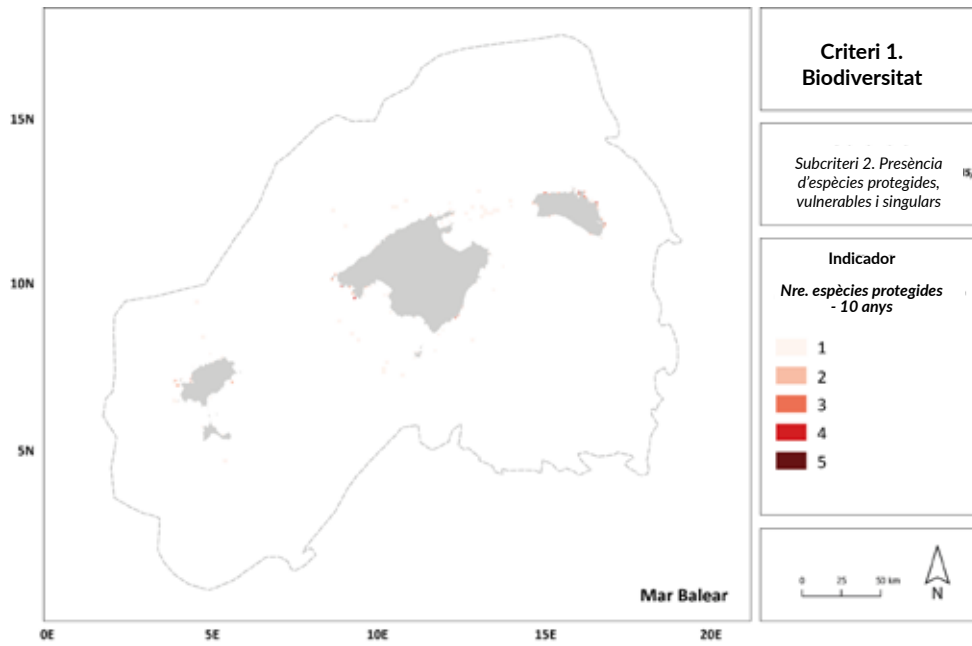 15N
10N
5N
0E
5E
10E
15E
20E
Mar Balear
Criteri 1.
Biodiversitat
Subcriteri 2. Presència
d'espècies protegides,
vulnerables i singulars
Indicador
Nre. espècies protegides
- 10 anys
1
2
3
4
5
0 25 50 km
N